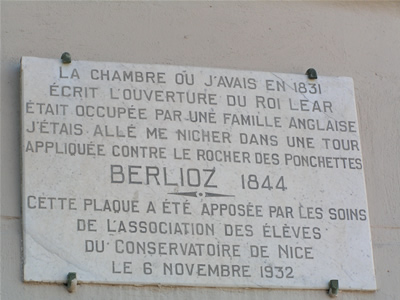 LA CHAMBRE OÙ J'AVAIS EN 1831
ÉCRIT L'OUVERTURE DU ROI LEAR
ÉTAIT OCCUPÉE PAR UNE FAMILLE ANGLAISE
J'ÉTAIS ALLÉ ME NICHER DANS UNE TOUR
APPLIQUÉE CONTRE LE ROCHER DES PONCHETTES
BERLIOZ 1844
CETTE PLAQUE A ÉTÉ APPOSÉE PAR LES SOINS
DE L'ASSOCIATION DES ÉLÈVES
DU CONSERVATOIRE DE NICE
LE 6 NOVEMBRE 1932